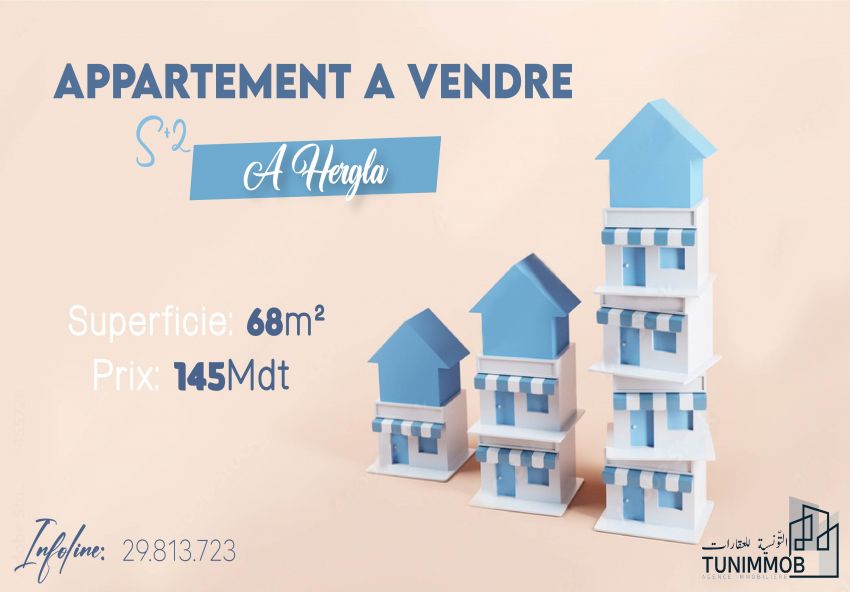 APPARTEMENT A VENDRE
S+2
A Hergla
Superficie: 68m²
Prix: 145Mdt
Infoline: 29.813.723
التونسية للعقارات
TUNIMMOB
AGENCE IMMOBILIERE